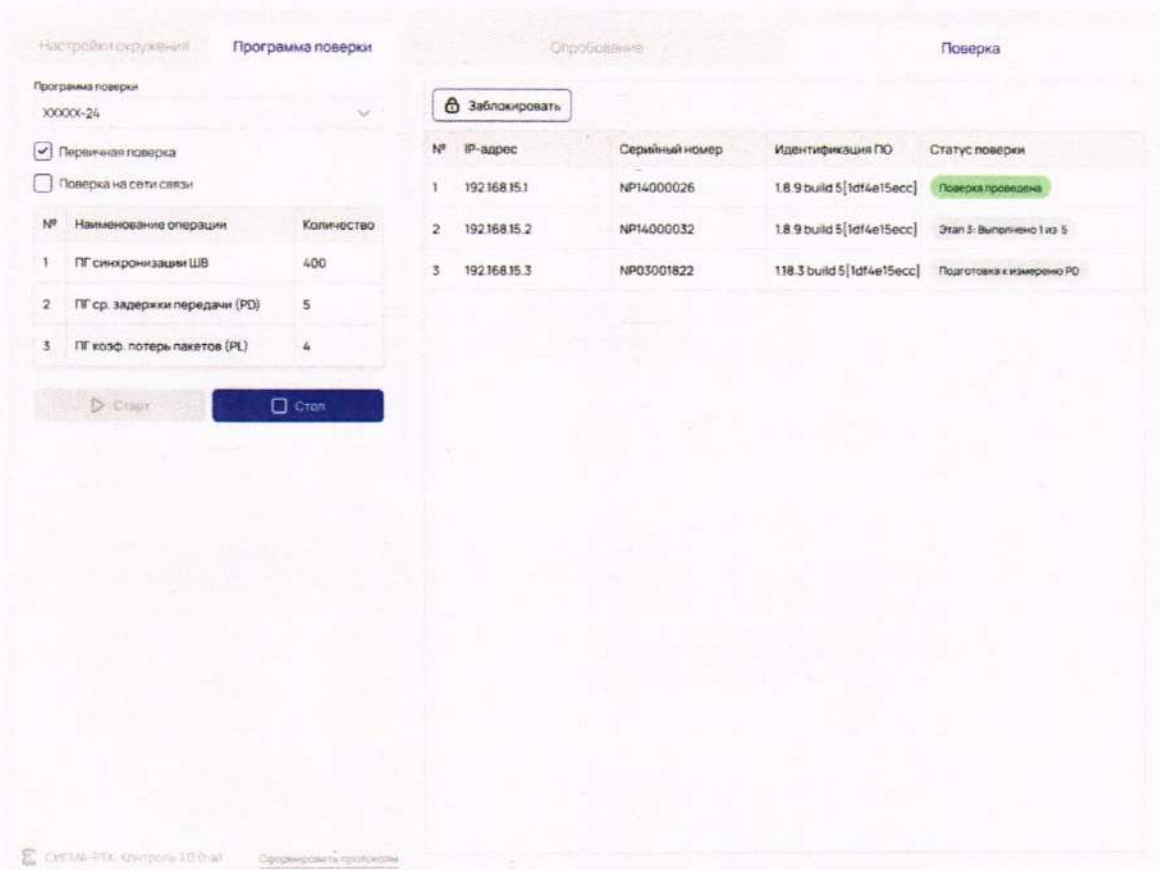 Настройки окружения Программа поверки Опробование Поверка
Программа поверки
XXXXX-24
Первичная поверка
Поверка на сети связи
№ Наименование операции Количество
1 ПГ синхронизации ШВ 400
2 ПГ ср. задержки передачи (PD) 5
3 ПГ коэф. потерь пакетов (PL) 4
Старт Стоп
Заблокировать
№ IP-адрес Серийный номер Идентификация ПО Статус поверки
1 192.168.15.1 NP14000026 1.8.9 build 5[1df4e15ecc] Поверка проведена
2 192.168.15.2 NP14000032 1.8.9 build 5[1df4e15ecc] Этап 3: Выполнено 1 из 5
3 192.168.15.3 NP03001822 1.18.3 build 5[1df4e15ecc] Подготовка к измерено PD
Контроль Сформировать протоколы